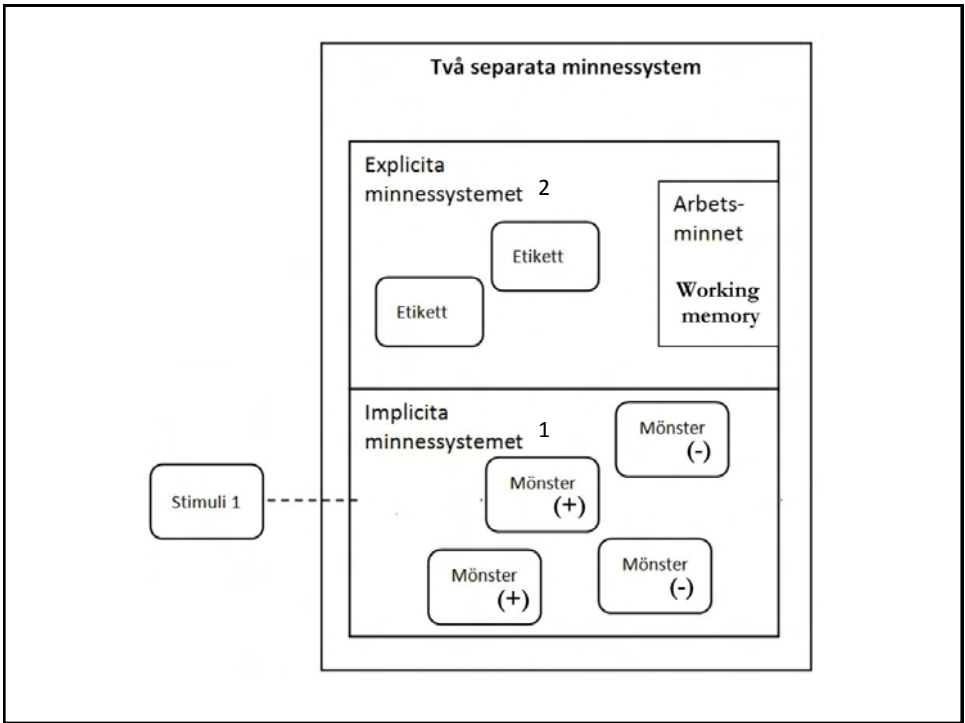 Två separata minnessystem
Explicita
minnessystemet 2
Etikett
Etikett
Arbets-
minnet
Working
memory
Implicita
minnessystemet 1
Mönster
(-)
Mönster
(+)
Stimuli 1
Mönster
(+)
Mönster
(-)